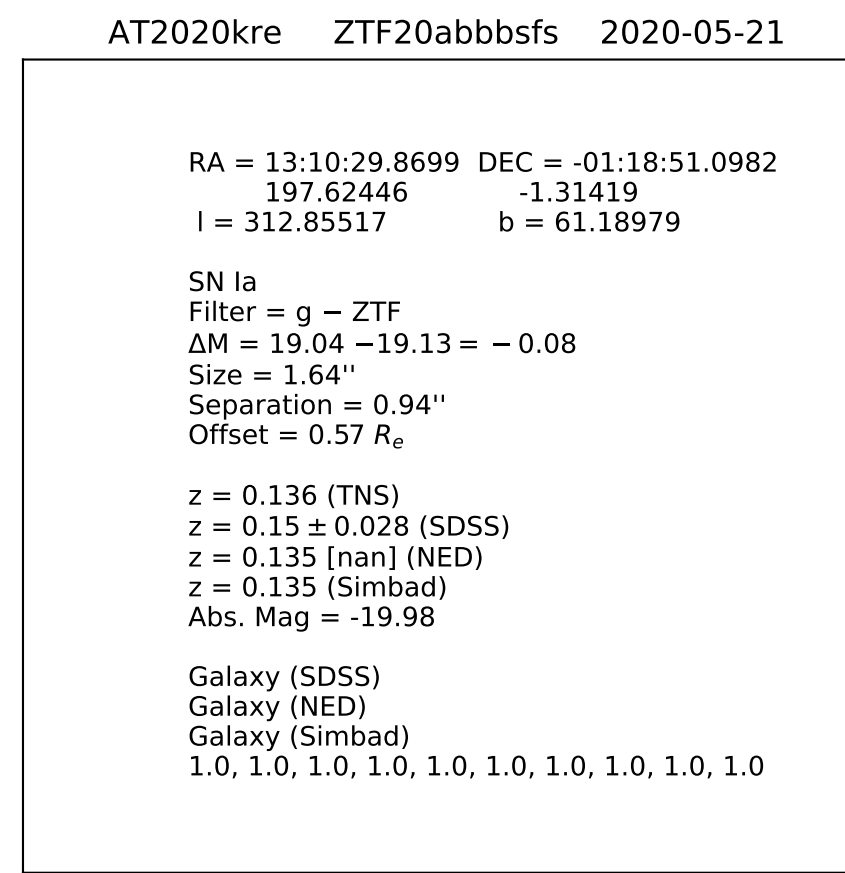 AT2020kre ZTF20abbbsfs 2020-05-21
RA = 13:10:29.8699 DEC = -01:18:51.0982
197.62446 -1.31419
l = 312.85517 b = 61.18979
SN Ia
Filter = g − ZTF
ΔM = 19.04 −19.13 = − 0.08
Size = 1.64''
Separation = 0.94''
Offset = 0.57 Re
z = 0.136 (TNS)
z = 0.15 ± 0.028 (SDSS)
z = 0.135 [nan] (NED)
z = 0.135 (Simbad)
Abs. Mag = -19.98
Galaxy (SDSS)
Galaxy (NED)
Galaxy (Simbad)
1.0, 1.0, 1.0, 1.0, 1.0, 1.0, 1.0, 1.0, 1.0, 1.0